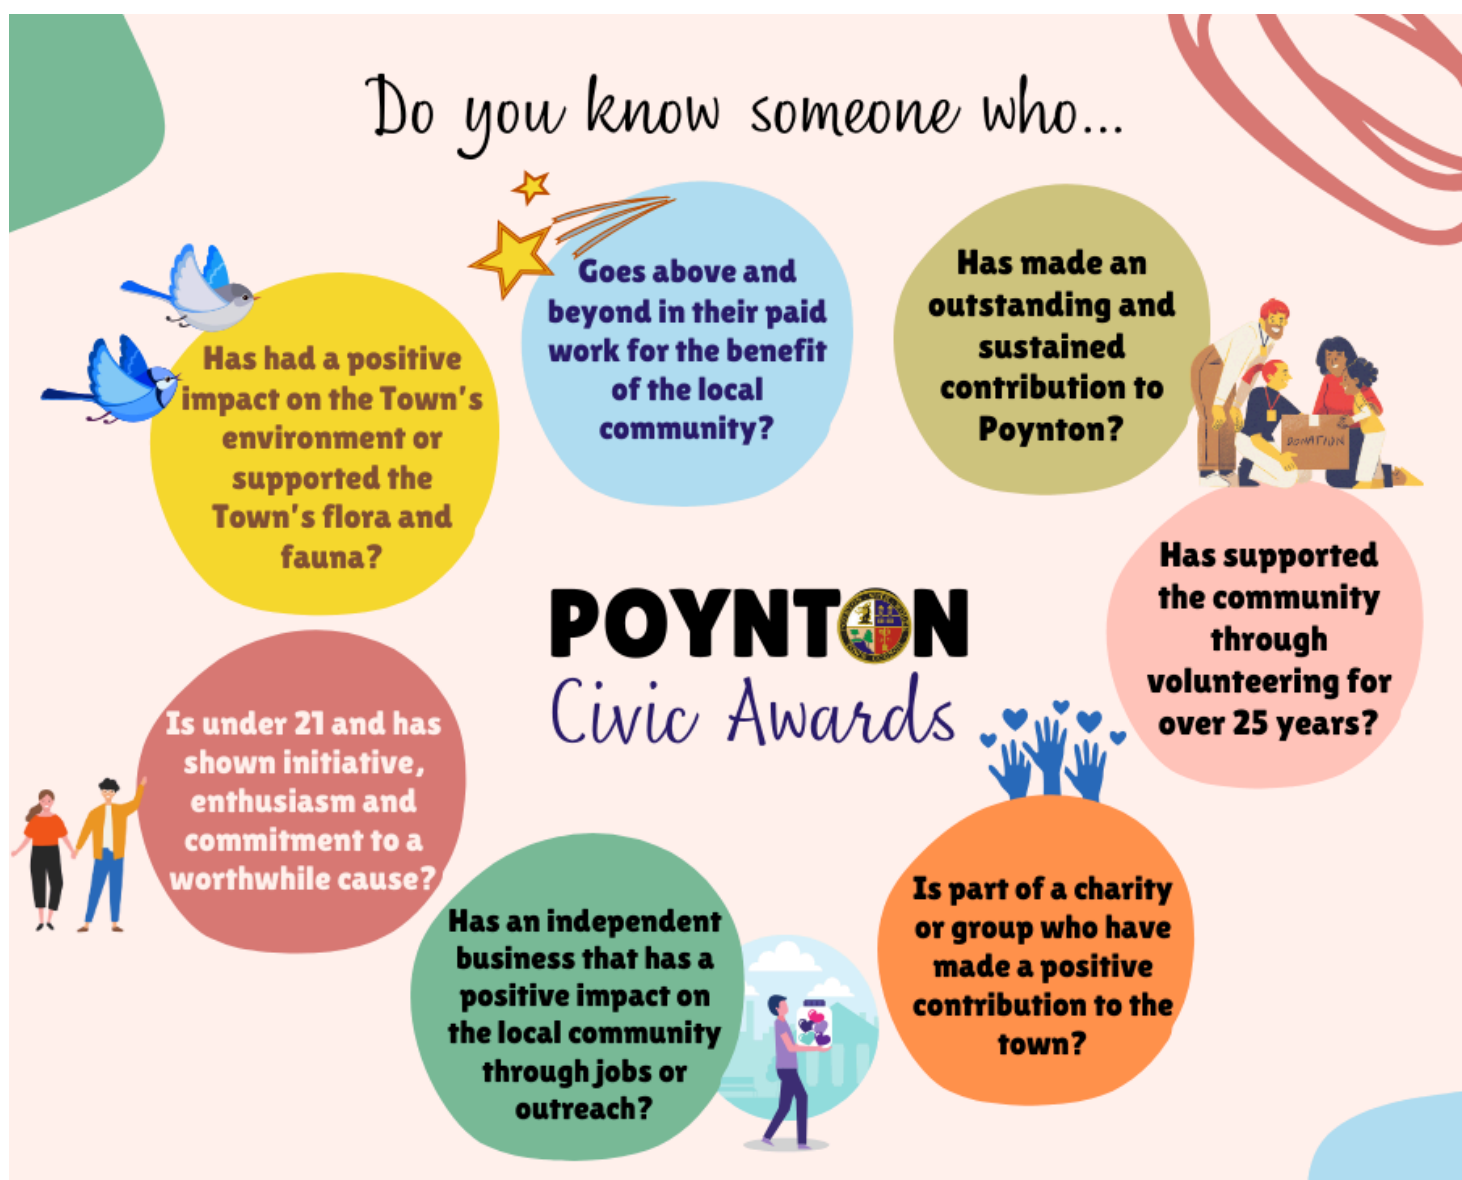 Do you know someone who...
Goes above and
beyond in their paid
work for the benefit
of the local
community?
Has made an
outstanding and
sustained
contribution to
Poynton?
Has had a positive
impact on the Town's
environment or
supported the
Town's flora and
fauna?
DONATION
Has supported
the community
through
volunteering for
over 25 years?
POYNTON
Civic Awards
Is under 21 and has
shown initiative,
enthusiasm and
commitment to a
worthwhile cause?
Has an independent
business that has a
positive impact on
the local community
through jobs or
outreach?
Is part of a charity
or group who have
made a positive
contribution to the
town?